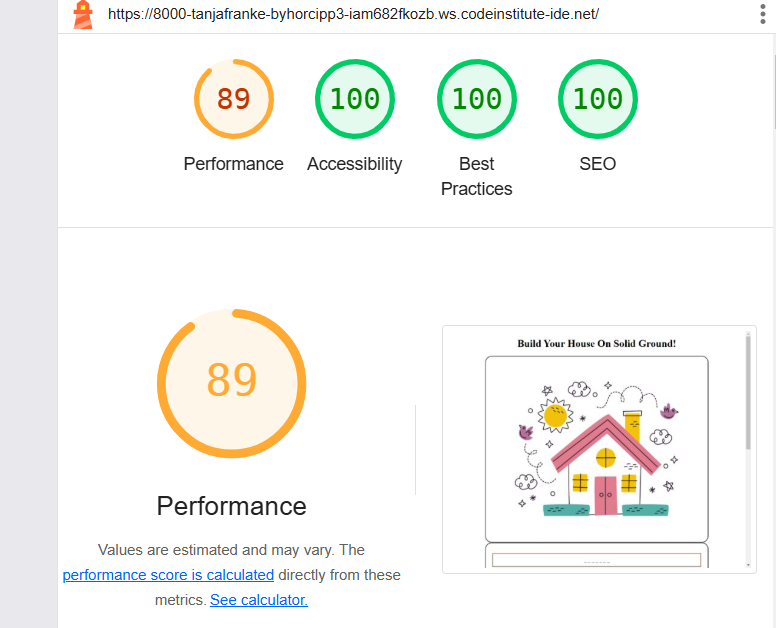 https://8000-tanjafranke-byhorcipp3-iam682fkozb.ws.codeinstitute-ide.net/
89
100
100
100
Performance
Accessibility
Best
Practices
SEO
89
Build Your House On Solid Ground!
Performance
Values are estimated and may vary. The
performance score is calculated directly from these
metrics. See calculator.